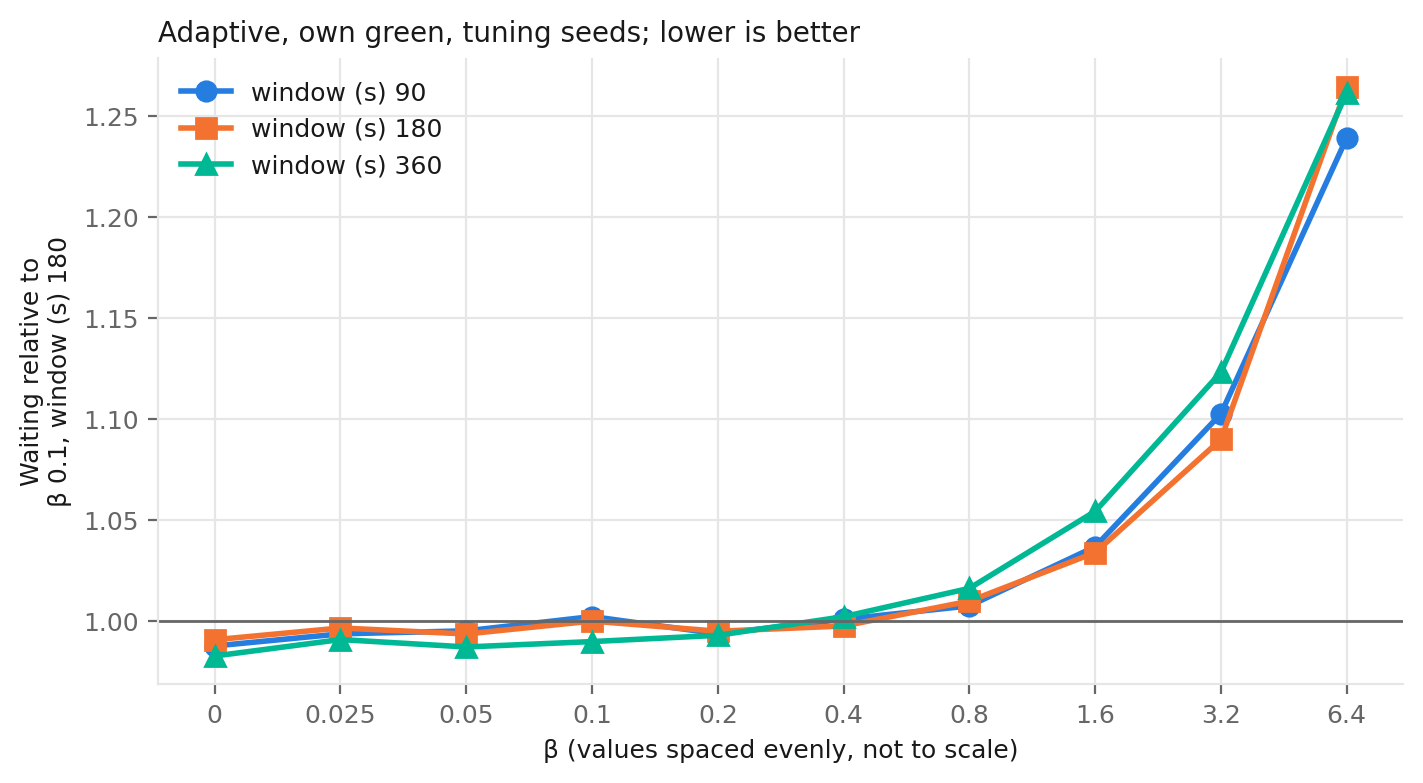 Adaptive, own green, tuning seeds; lower is better
window (s) 90
window (s) 180
window (s) 360
Waiting relative to
β 0.1, window (s) 180
1.25
1.20
1.15
1.10
1.05
1.00
0 0.025 0.05 0.1 0.2 0.4 0.8 1.6 3.2 6.4
β (values spaced evenly, not to scale)